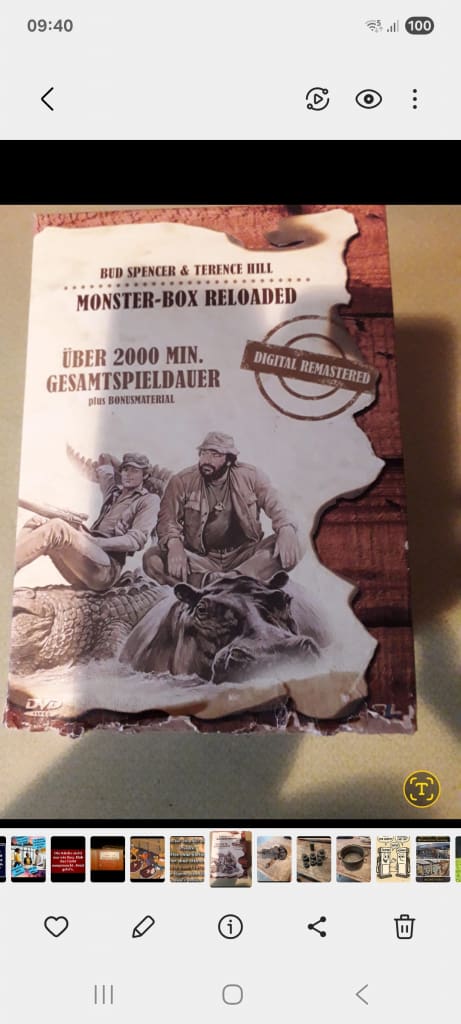 09:40
100
BUD SPENCER & TERENCE HILL
MONSTER-BOX RELOADED
ÜBER 2000 MIN.
GESAMTSPIELDAUER
plus BONUSMATERIAL
DIGITAL REMASTERED
DVD
T